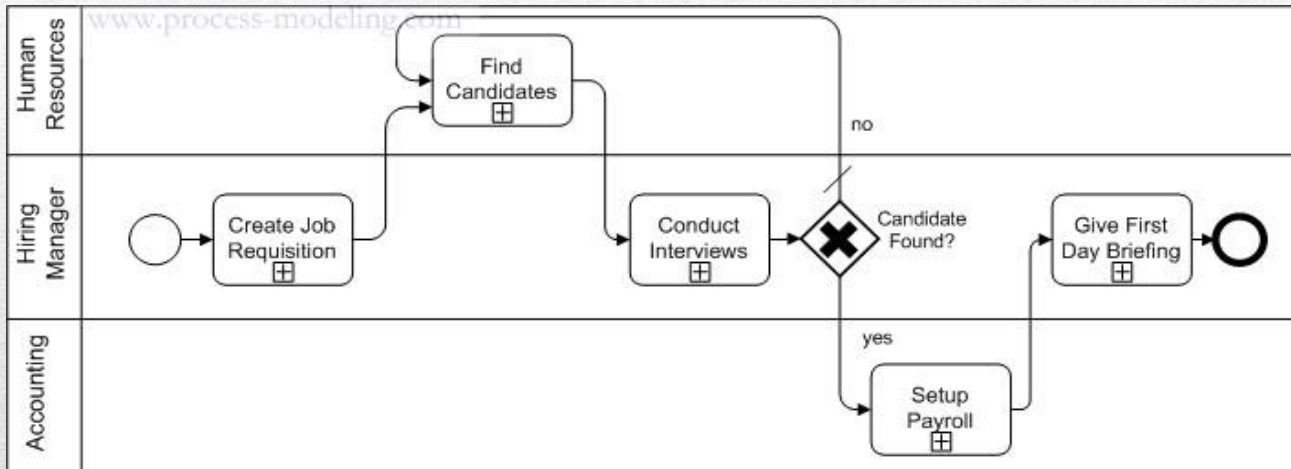 www.process-modeling.com
Human
Resources
Find
Candidates
no
Hiring
Manager
Create Job
Requisition
Conduct
Interviews
Candidate
Found?
Give First
Day Briefing
Accounting
yes
Setup
Payroll